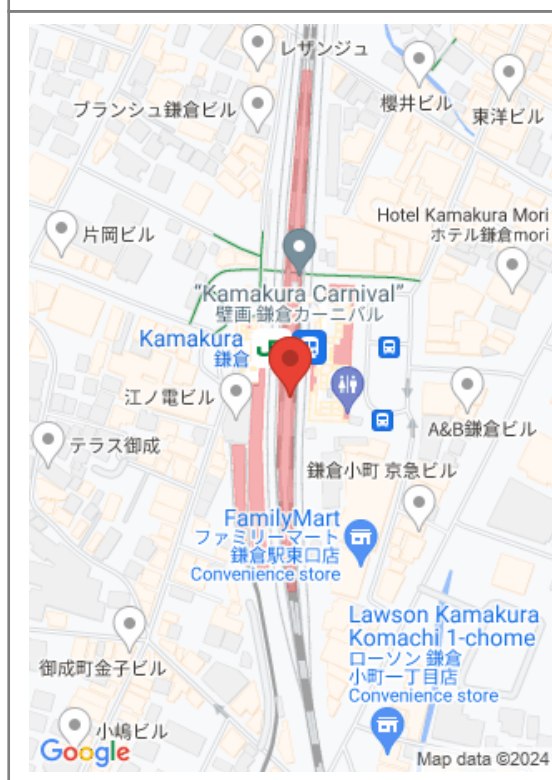 レザンジュ
ブランシュ鎌倉ビル
櫻井ビル
東洋ビル
片岡ビル
Hotel Kamakura Mori
ホテル鎌倉mori
“Kamakura Carnival”
壁画 鎌倉カーニバル
Kamakura
鎌倉
江ノ電ビル
A&B鎌倉ビル
テラス御成
鎌倉小町 京急ビル
FamilyMart
ファミリーマート
鎌倉駅東口店
Convenience store
Lawson Kamakura
Komachi 1-chome
ローソン 鎌倉
小町一丁目店
Convenience store
御成町金子ビル
小嶋ビル
Google
Map data ©2024